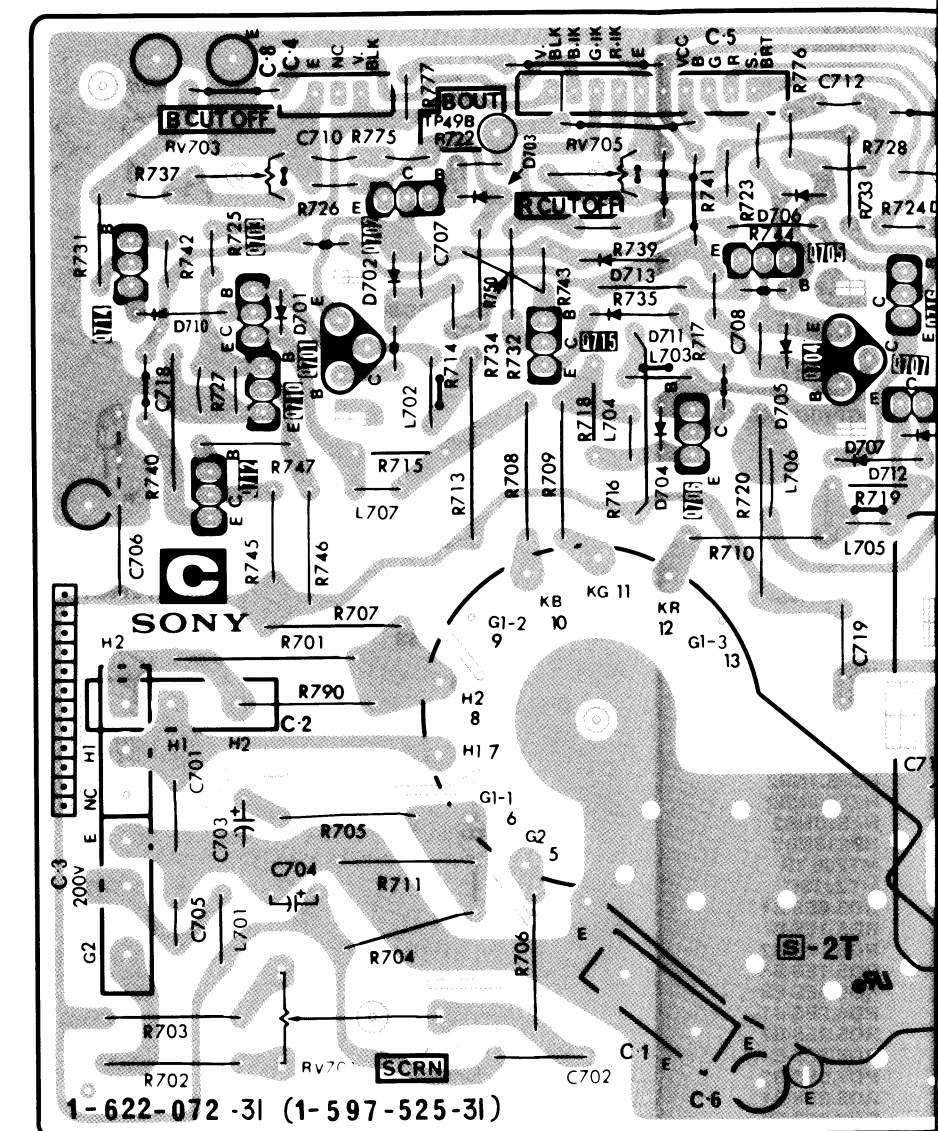 E
C-8
C-4
E
NC
V-BLK
R777
B OUT
TP49B
R722
V-BLK
B-IK
G-IK
R-IK
E
VCC
B
G
R
C-5
S-BRT
R776
C712
B CUT OFF
RV703
C710
R775
D703
RV705
R728
R737
R726
C
B
E
R CUT OFF
R741
R723
R733
R724
D706
R744
R731
B
R742
R725
D702
C707
R739
D713
R735
E
B
R750
R743
D710
B
E
C
D701
E
B
C
R714
R734
R732
B
C
E
Q715
D711
L703
R717
C708
D705
E
B
C
C718
R727
B
E
L702
R718
L704
B
C
E
D704
R740
R747
R715
L707
R713
R708
R709
R716
R720
L706
D707
D712
R719
L705
E
C
B
C706
R745
R746
R710
C
SONY
R707
R701
H2
R790
C-2
KB
10
KG 11
KR
12
G1-2
9
G1-3
13
C719
H2
8
H1 7
H1
H1
H2
C701
NC
G1-1
6
C703
+
R705
E
C-3
200V
C704
+
R711
G2
5
C705
L701
R704
R706
G2
E
S-2T
R703
R702
SCRN
C702
C-1
E
E
C-6
E
1-622-072-31 (1-597-525-31)